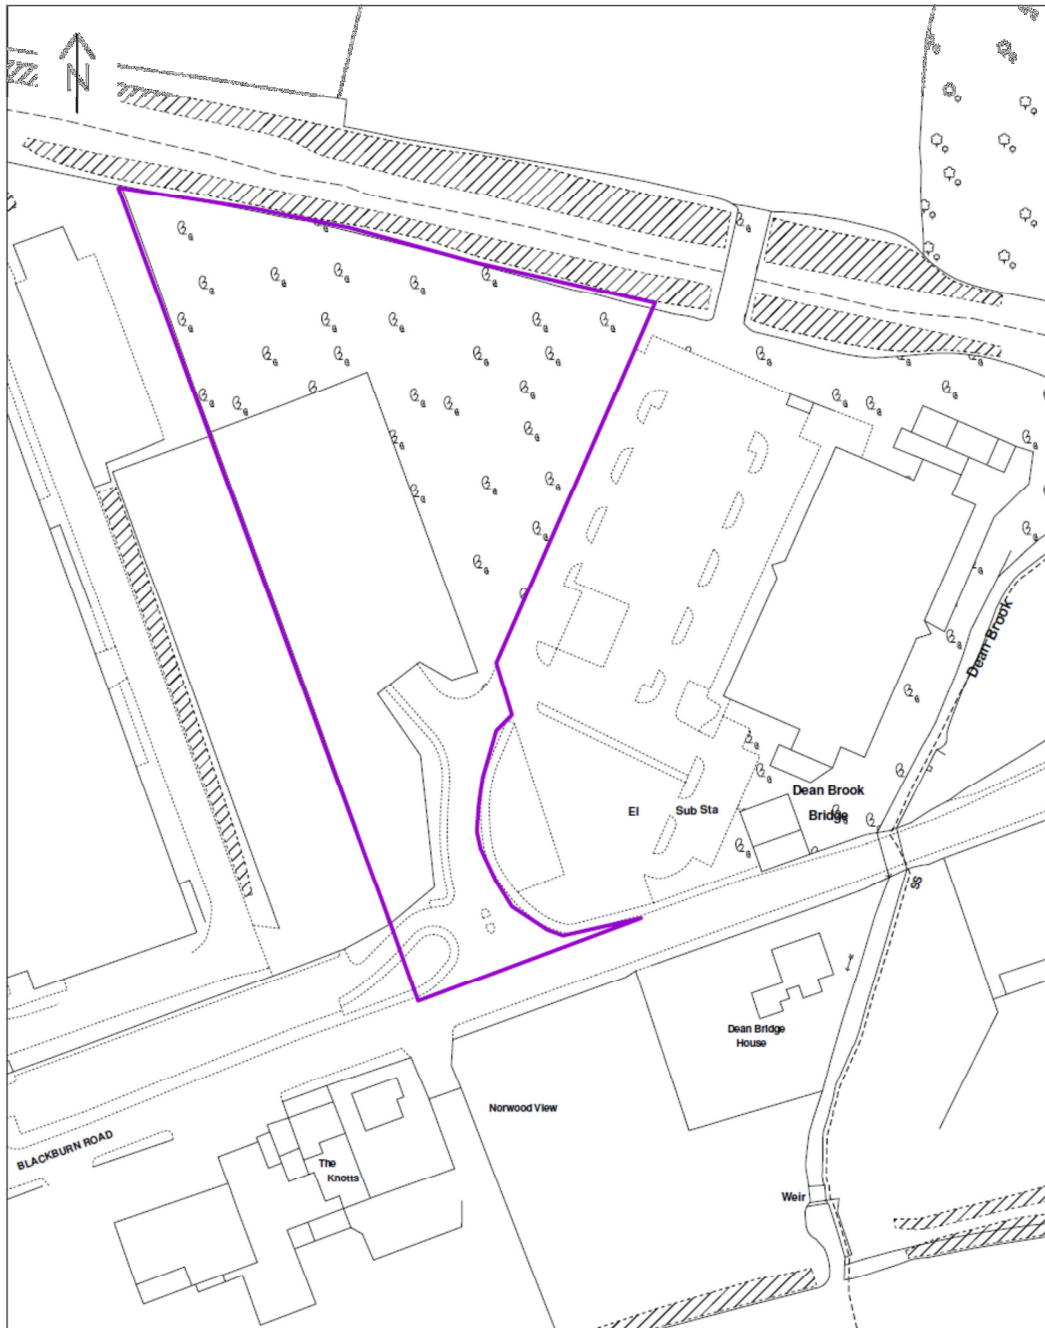 N
Dean Brook
El Sub Sta
Dean Brook
Bridge
SS
Dean Bridge
House
Norwood View
BLACKBURN ROAD
The
Knotts
Weir